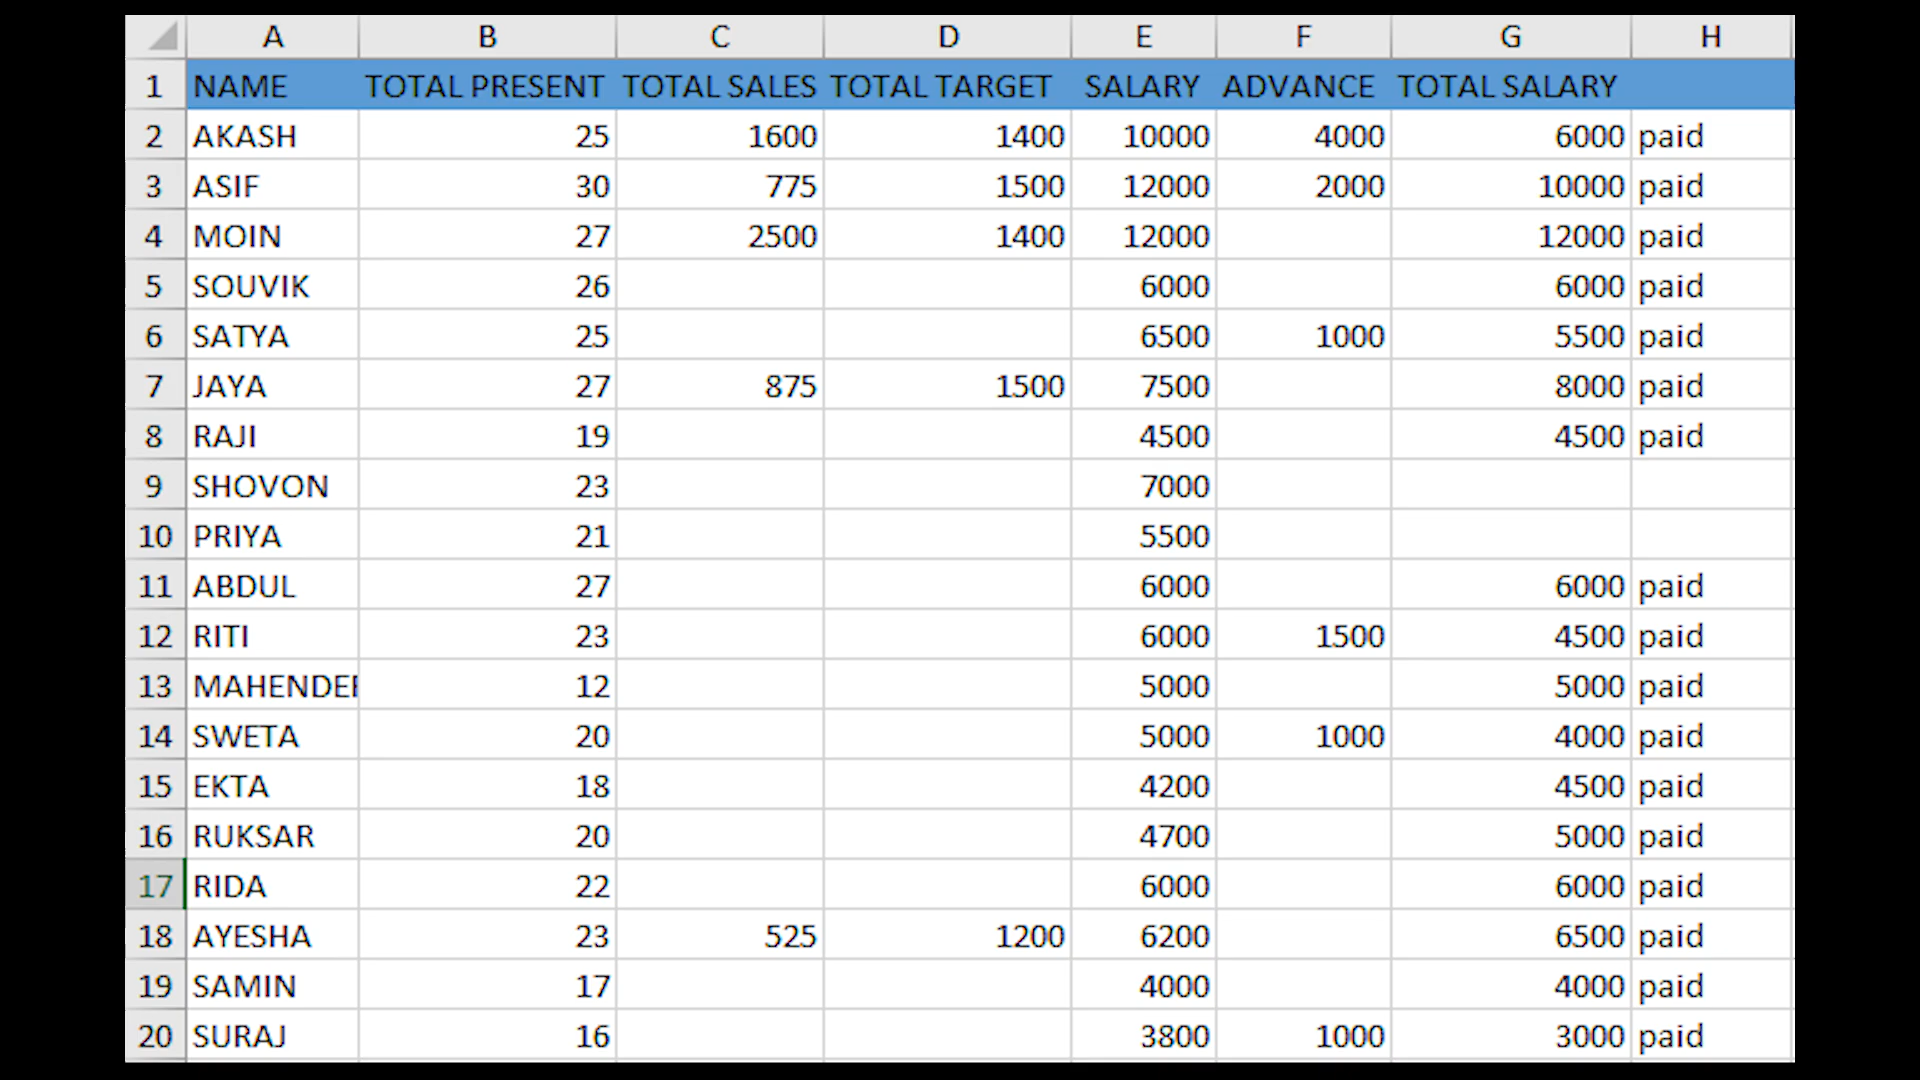 A B C D E F G H
1 NAME TOTAL PRESENT TOTAL SALES TOTAL TARGET SALARY ADVANCE TOTAL SALARY
2 AKASH 25 1600 1400 10000 4000 6000 paid
3 ASIF 30 775 1500 12000 2000 10000 paid
4 MOIN 27 2500 1400 12000 12000 paid
5 SOUVIK 26 6000 6000 paid
6 SATYA 25 6500 1000 5500 paid
7 JAYA 27 875 1500 7500 8000 paid
8 RAJI 19 4500 4500 paid
9 SHOVON 23 7000
10 PRIYA 21 5500
11 ABDUL 27 6000 6000 paid
12 RITI 23 6000 1500 4500 paid
13 MAHENDER 12 5000 5000 paid
14 SWETA 20 5000 1000 4000 paid
15 EKTA 18 4200 4500 paid
16 RUKSAR 20 4700 5000 paid
17 RIDA 22 6000 6000 paid
18 AYESHA 23 525 1200 6200 6500 paid
19 SAMIN 17 4000 4000 paid
20 SURAJ 16 3800 1000 3000 paid